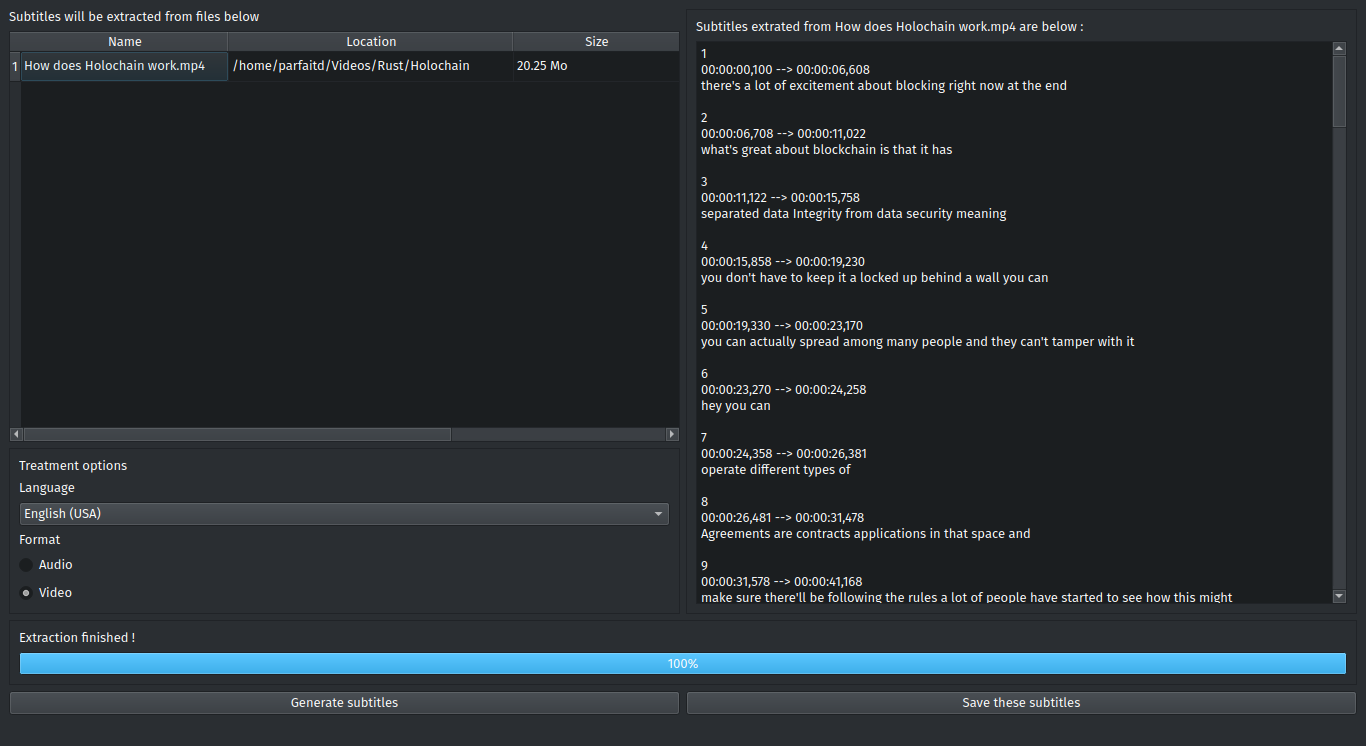 Subtitles will be extracted from files below
Name Location Size
1 How does Holochain work.mp4 /home/parfaitd/Videos/Rust/Holochain 20.25 Mo
Treatment options
Language
English (USA)
Format
Audio
Video
Subtitles extrated from How does Holochain work.mp4 are below :
1
00:00:00,100 --> 00:00:06,608
there's a lot of excitement about blocking right now at the end
2
00:00:06,708 --> 00:00:11,022
what's great about blockchain is that it has
3
00:00:11,122 --> 00:00:15,758
separated data Integrity from data security meaning
4
00:00:15,858 --> 00:00:19,230
you don't have to keep it a locked up behind a wall you can
5
00:00:19,330 --> 00:00:23,170
you can actually spread among many people and they can't tamper with it
6
00:00:23,270 --> 00:00:24,258
hey you can
7
00:00:24,358 --> 00:00:26,381
operate different types of
8
00:00:26,481 --> 00:00:31,478
Agreements are contracts applications in that space and
9
00:00:31,578 --> 00:00:41,168
make sure there'll be following the rules a lot of people have started to see how this might
Extraction finished !
100%
Generate subtitles
Save these subtitles